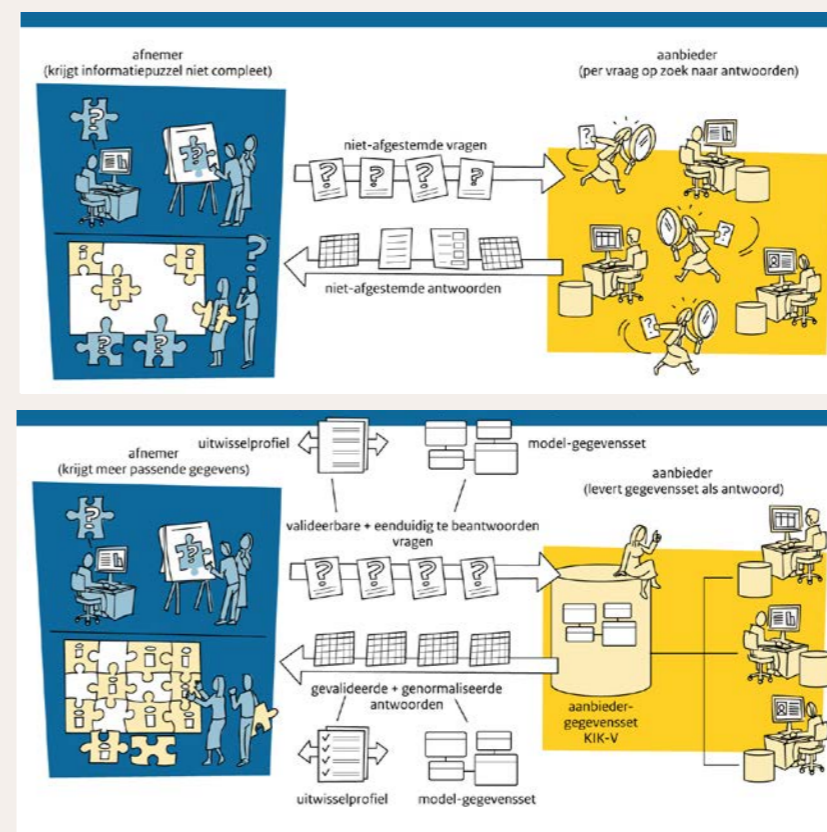 afnemer
(krijgt informatiepuzzel niet compleet)
aanbieder
(per vraag op zoek naar antwoorden)
niet-afgestemde vragen
? ? ? ?
niet-afgestemde antwoorden
uitwisselprofiel
model-gegevensset
afnemer
(krijgt meer passende gegevens)
aanbieder
(levert gegevensset als antwoord)
valideerbare + eenduidig te beantwoorden
vragen
? ? ? ?
gevalideerde + genormaliseerde
antwoorden
aanbieder-
gegevensset
KIK-V
uitwisselprofiel
model-gegevensset